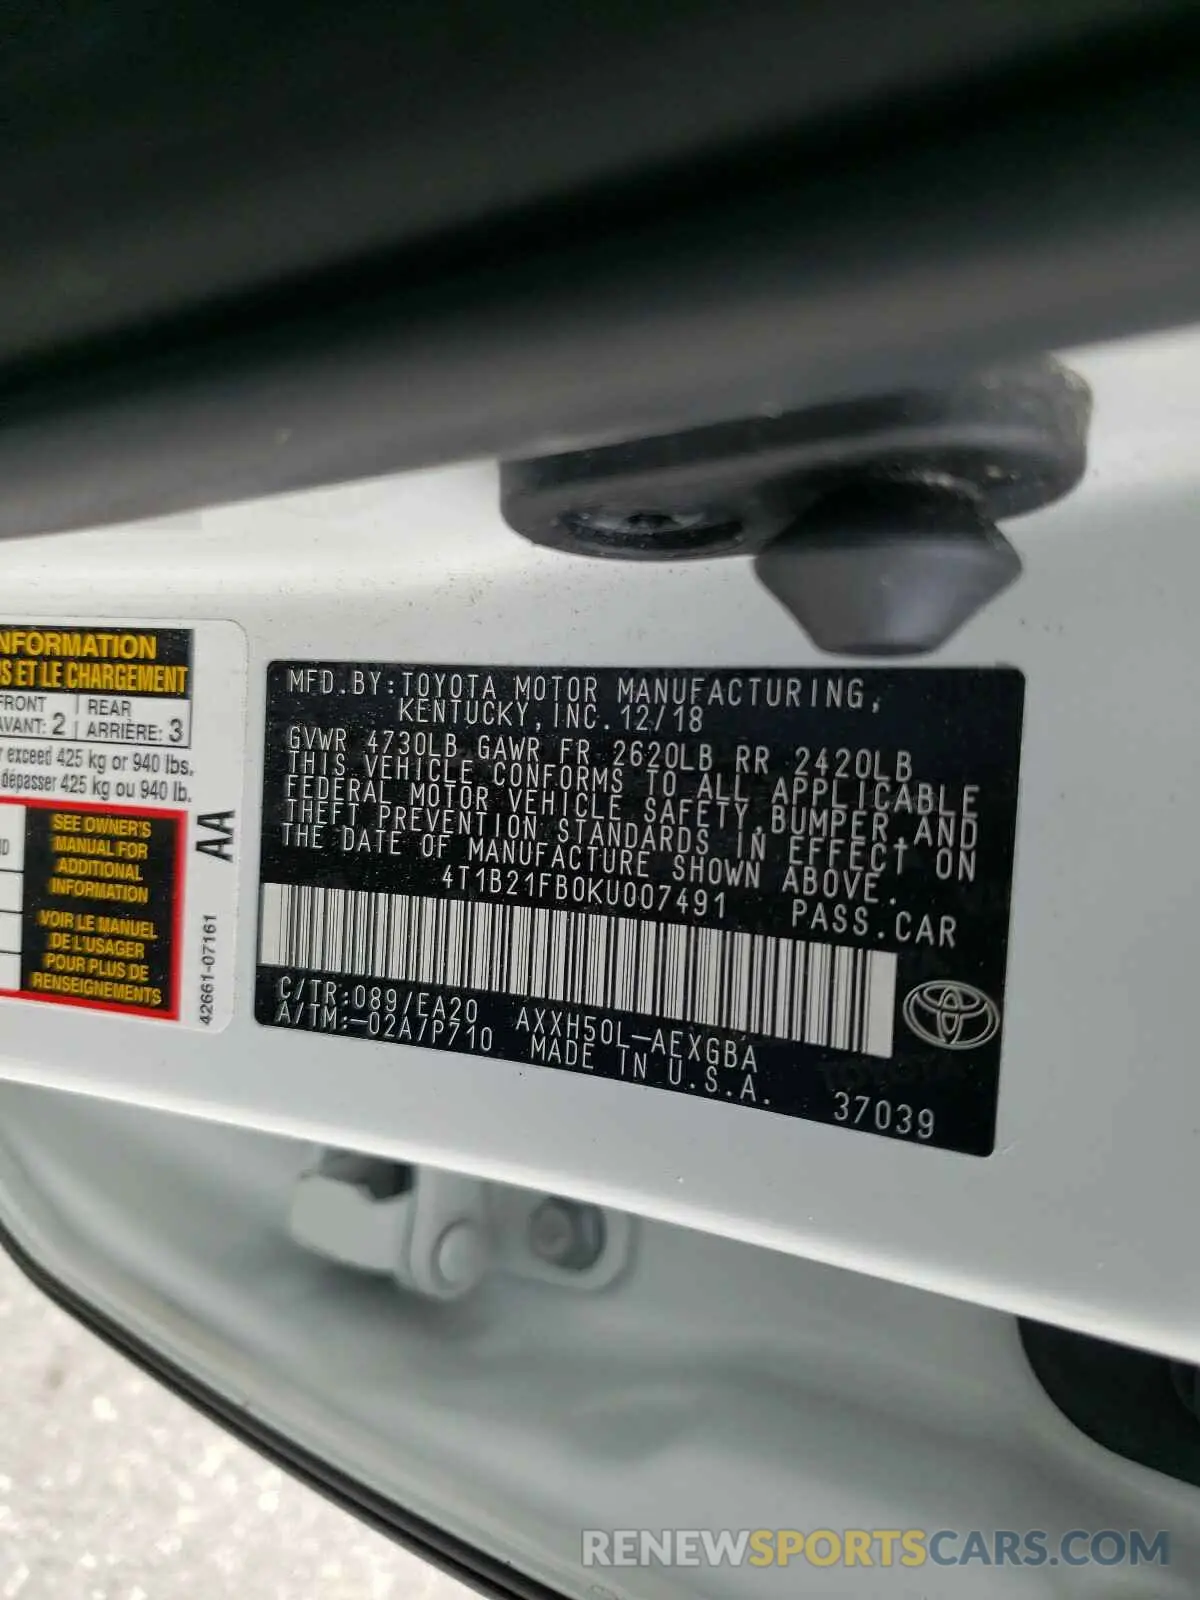 NFORMATION
S ET LE CHARGEMENT
FRONT
AVANT: 2
REAR
ARRIÈRE: 3
exceed 425 kg or 940 lbs.
dépasser 425 kg ou 940 lb.
SEE OWNER'S
MANUAL FOR
ADDITIONAL
INFORMATION
VOIR LE MANUEL
DE L'USAGER
POUR PLUS DE
RENSEIGNEMENTS
AA
42661-07161
MFD.BY:TOYOTA MOTOR MANUFACTURING,
KENTUCKY,INC. 12/18
GVWR 4730LB GAWR FR 2620LB RR 2420LB
THIS VEHICLE CONFORMS TO ALL APPLICABLE
FEDERAL MOTOR VEHICLE SAFETY,BUMPER,AND
THEFT PREVENTION STANDARDS IN EFFECT ON
THE DATE OF MANUFACTURE SHOWN ABOVE.
4T1B21FB0KU007491 PASS.CAR
C/TR:089/EA20 AXXH50L-AEXGBA
A/TM:-02A/P710 MADE IN U.S.A.
37039
RENEWSPORTSCARS.COM